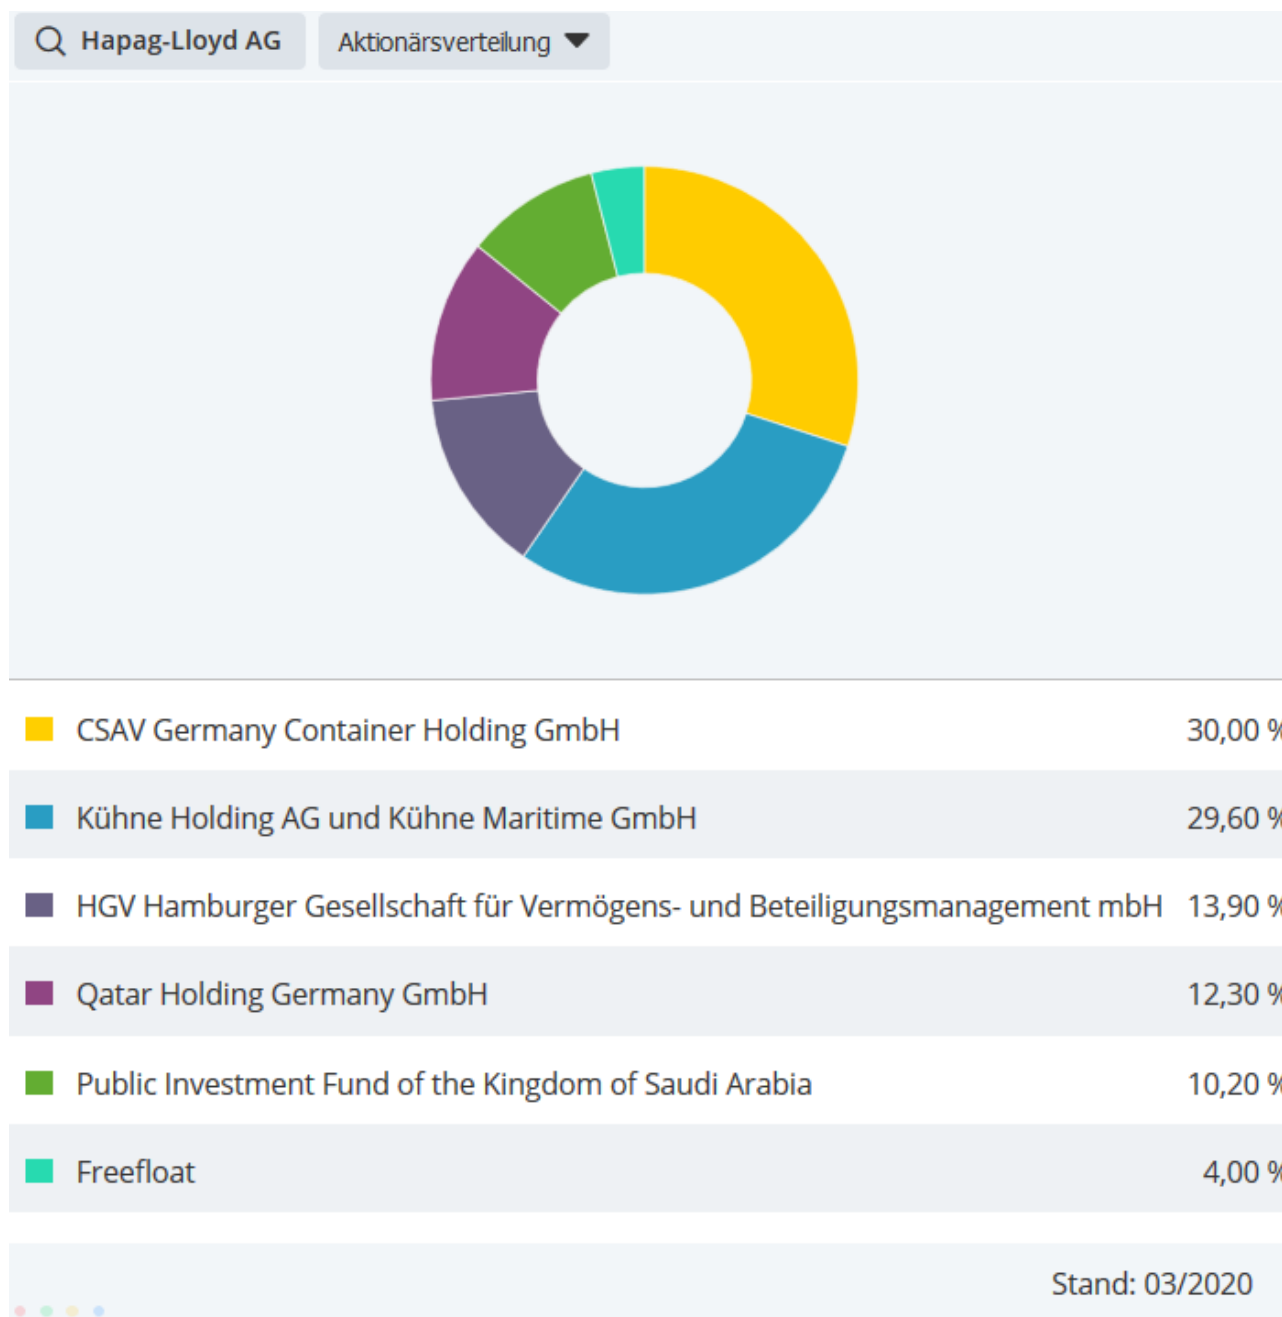 Hapag-Lloyd AG Aktionärsverteilung
CSAV Germany Container Holding GmbH 30,00 %
Kühne Holding AG und Kühne Maritime GmbH 29,60 %
HGV Hamburger Gesellschaft für Vermögens- und Beteiligungsmanagement mbH 13,90 %
Qatar Holding Germany GmbH 12,30 %
Public Investment Fund of the Kingdom of Saudi Arabia 10,20 %
Freefloat 4,00 %
Stand: 03/2020